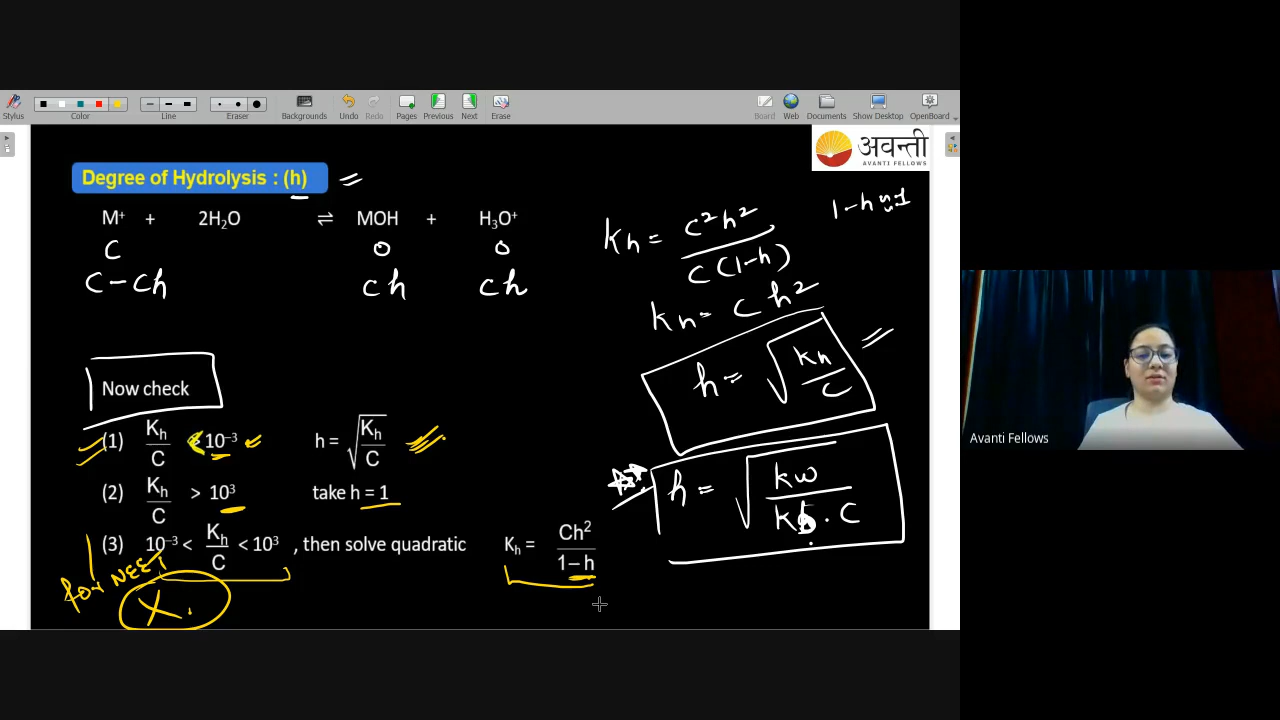 Stylus
Color
Line
Eraser
Backgrounds
Undo
Redo
Pages
Previous
Next
Erase
Board
Web
Documents
Show Desktop
OpenBoard
अवन्ती
AVANTI FELLOWS
Degree of Hydrolysis : (h)
M⁺ + 2H₂O ⇌ MOH + H₃O⁺
C 0 0
C - Ch Ch Ch
Now check
(1) Kₕ/C < 10⁻³ h = √(Kₕ/C)
(2) Kₕ/C > 10³ take h = 1
(3) 10⁻³ < Kₕ/C < 10³ , then solve quadratic Kₕ = Ch²/(1-h)
for NEET
X.
1-h ≈ 1
Kh = C²h²/C(1-h)
Kh = Ch²
h = √(Kh/C)
h = √(Kw/Kb·C)
Avanti Fellows